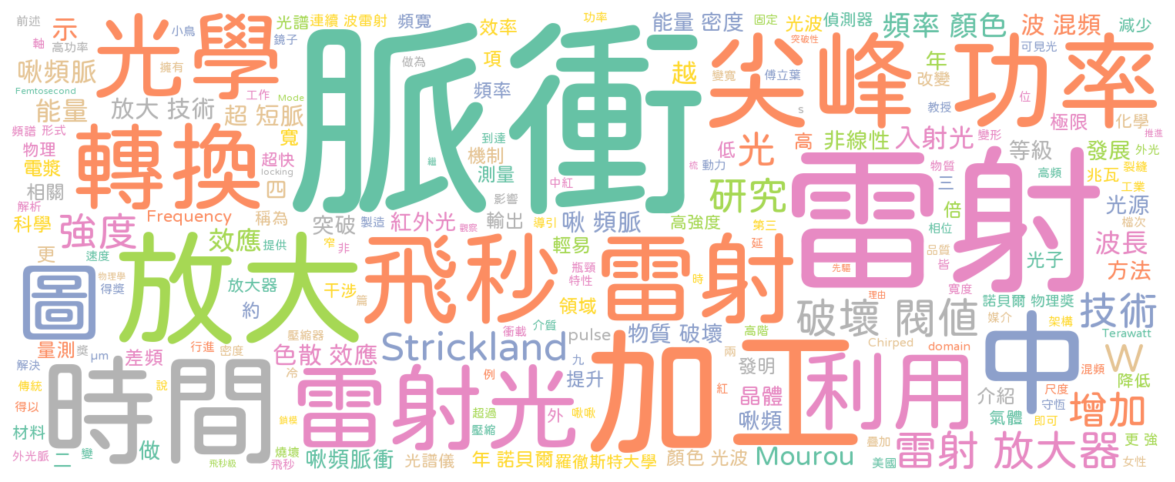 脈衝
雷射
光學
尖峰
功率
轉換
放大
飛秒 雷射
圖
時間
雷射光
加工
利用
中
破壞 閥值
技術
W
增加
雷射 放大器
Strickland
Mourou
研究
強度
效應
色散 效應
物質 破壞
pulse
發明
提升
晶體
啾頻
介紹
氣體
降低
更 強
美國
女性
疊加
即可
守恆
尺度
混頻
架構
Terawatt
諾貝爾 物理獎
媒介
寬度
理由
Chirped
domain
示
前述
軸
高功率
小鳥
鏡子
光譜
連續 波雷射
頻寬
效率
功率
能量 密度
固定
光波
偵測器
頻率 顏色
波 混頻
減少
可見光
突破性
啾頻脈
擁有
做為
項
越
變寬
傅立葉
年
改變
Femtosecond
能量
放大 技術
工作
Mode
超 短脈
頻率
s
教授
位
極限
化學
頻譜 形式
物理
寬
到達
機制
低
光
高
非線性
入射光
變形
推進
電漿
超快
locking
測量
動力
物質
等級
發展
外光
相關
四
中紅
三
高頻
兆瓦
裂縫
解析
稱為
影響
倍
工業
光源
科學
Frequency
突破
製造
紅外光
觀察
輸出
導引
啾 頻脈
高強度
第三
相位
檔次
更
速度
提供
窄
非
輕易
延
品質
皆
光子
波長
物理學
得獎
放大器
干涉
篇
瓶頸
特性
時
先驅
方法
約
領域
壓縮器
衝載
介質
高階
量測
獎
μm
差頻
行進
密度
兩
解決
冷
例
九
傳統
說
得以
外
超過
壓縮
啾啾
紅
材料
二
變
做
鎖模
燒壞
飛秒
飛秒級
外光脈
啾頻脈衝
光譜儀
年 諾貝爾
羅徹斯特大學
顏色 光波